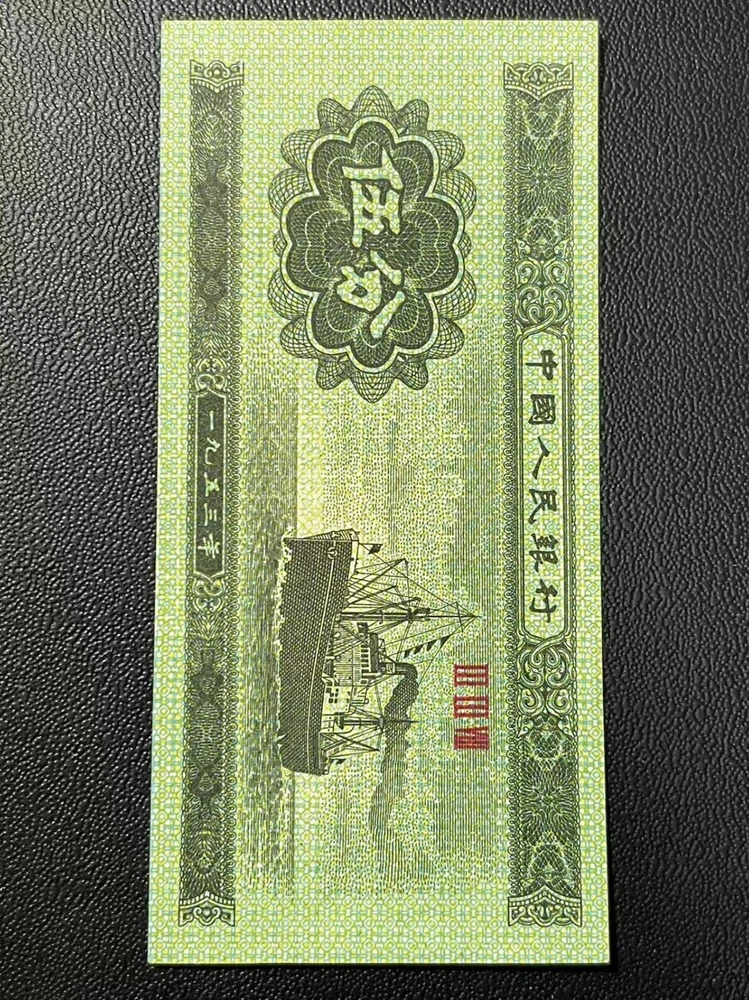 中國人民銀行
伍分
一九五三年